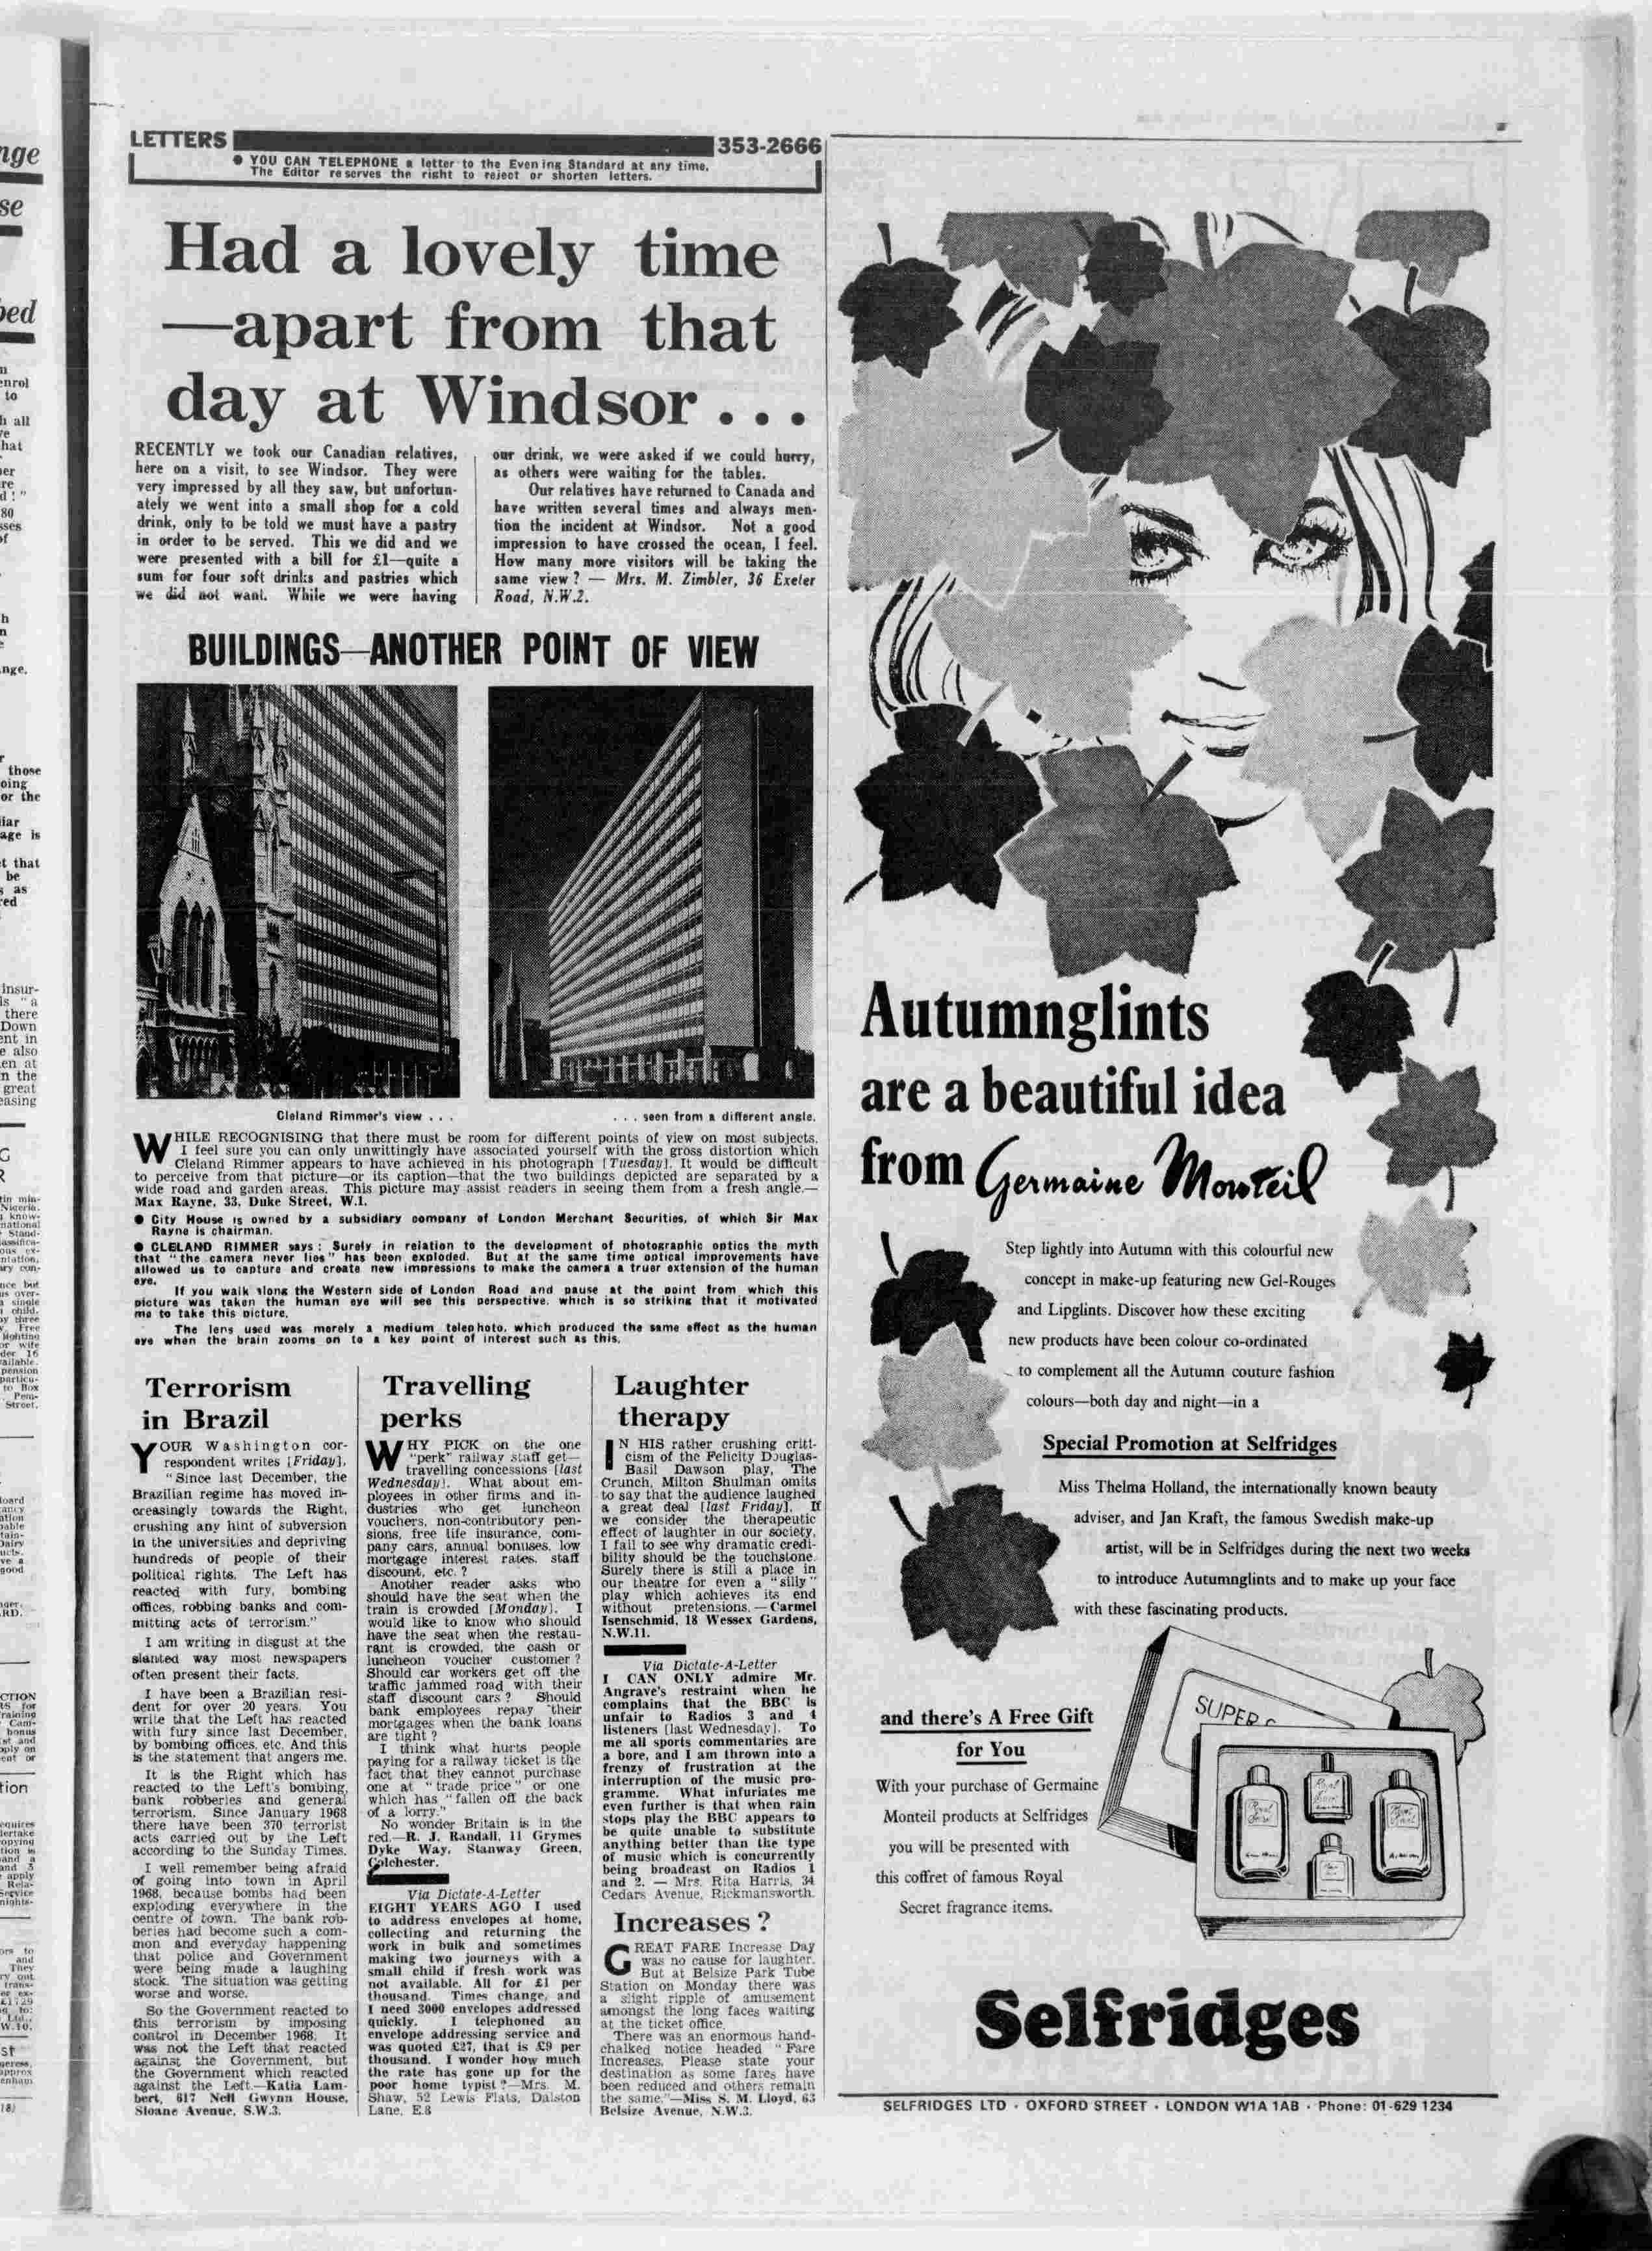 LETTERS
353-2666
● YOU CAN TELEPHONE a letter to the Evening Standard at any time.
The Editor reserves the right to reject or shorten letters.
Had a lovely time
—apart from that
day at Windsor . . .
RECENTLY we took our Canadian relatives,
here on a visit, to see Windsor. They were
very impressed by all they saw, but unfortun-
ately we went into a small shop for a cold
drink, only to be told we must have a pastry
in order to be served. This we did and we
were presented with a bill for £1—quite a
sum for four soft drinks and pastries which
we did not want. While we were having
our drink, we were asked if we could hurry,
as others were waiting for the tables.
Our relatives have returned to Canada and
have written several times and always men-
tion the incident at Windsor. Not a good
impression to have crossed the ocean, I feel.
How many more visitors will be taking the
same view? — Mrs. M. Zimbler, 36 Exeter
Road, N.W.2.
BUILDINGS—ANOTHER POINT OF VIEW
Cleland Rimmer's view . . .
. . . seen from a different angle.
WHILE RECOGNISING that there must be room for different points of view on most subjects,
I feel sure you can only unwittingly have associated yourself with the gross distortion which
Cleland Rimmer appears to have achieved in his photograph [Tuesday]. It would be difficult
to perceive from that picture—or its caption—that the two buildings depicted are separated by a
wide road and garden areas. This picture may assist readers in seeing them from a fresh angle.—
Max Rayne, 33, Duke Street, W.1.
● City House is owned by a subsidiary company of London Merchant Securities, of which Sir Max
Rayne is chairman.
● CLELAND RIMMER says: Surely in relation to the development of photographic optics the myth
that "the camera never lies" has been exploded. But at the same time optical improvements have
allowed us to capture and create new impressions to make the camera a truer extension of the human
eye.
If you walk along the Western side of London Road and pause at the point from which this
picture was taken the human eye will see this perspective, which is so striking that it motivated
me to take this picture.
The lens used was merely a medium telephoto, which produced the same effect as the human
eye when the brain zooms on to a key point of interest such as this.
Terrorism
in Brazil
YOUR Washington cor-
respondent writes [Friday],
"Since last December, the
Brazilian regime has moved in-
creasingly towards the Right,
crushing any hint of subversion
in the universities and depriving
hundreds of people of their
political rights. The Left has
reacted with fury, bombing
offices, robbing banks and com-
mitting acts of terrorism."
I am writing in disgust at the
slanted way most newspapers
often present their facts.
I have been a Brazilian resi-
dent for over 20 years. You
write that the Left has reacted
with fury since last December,
by bombing offices, etc. And this
is the statement that angers me.
It is the Right which has
reacted to the Left's bombing,
bank robberies and general
terrorism. Since January 1968
there have been 370 terrorist
acts carried out by the Left
according to the Sunday Times.
I well remember being afraid
of going into town in April
1968, because bombs had been
exploding everywhere in the
centre of town. The bank rob-
beries had become such a com-
mon and everyday happening
that police and Government
were being made a laughing
stock. The situation was getting
worse and worse.
So the Government reacted to
this terrorism by imposing
control in December 1968. It
was not the Left that reacted
against the Government, but
the Government which reacted
against the Left.—Katia Lam-
bert, 617 Nell Gwynn House,
Sloane Avenue, S.W.3.
Travelling
perks
WHY PICK on the one
"perk" railway staff get—
travelling concessions [last
Wednesday]. What about em-
ployees in other firms and in-
dustries who get luncheon
vouchers, non-contributory pen-
sions, free life insurance, com-
pany cars, annual bonuses, low
mortgage interest rates, staff
discount, etc.?
Another reader asks who
should have the seat when the
train is crowded [Monday]. I
would like to know who should
have the seat when the restau-
rant is crowded, the cash or
luncheon voucher customer?
Should car workers get off the
traffic jammed road with their
staff discount cars? Should
bank employees repay their
mortgages when the bank loans
are tight?
I think what hurts people
paying for a railway ticket is the
fact that they cannot purchase
one at "trade price" or one
which has "fallen off the back
of a lorry."
No wonder Britain is in the
red.—R. J. Randall, 11 Grymes
Dyke Way, Stanway Green,
Colchester.
Via Dictate-A-Letter
EIGHT YEARS AGO I used
to address envelopes at home,
collecting and returning the
work in bulk and sometimes
making two journeys with a
small child if fresh work was
not available. All for £1 per
thousand. Times change, and
I need 3000 envelopes addressed
quickly. I telephoned an
envelope addressing service and
was quoted £27, that is £9 per
thousand. I wonder how much
the rate has gone up for the
poor home typist?—Mrs. M.
Shaw, 52 Lewis Flats, Dalston
Lane, E.8
Laughter
therapy
IN HIS rather crushing criti-
cism of the Felicity Douglas-
Basil Dawson play, The
Crunch, Milton Shulman omits
to say that the audience laughed
a great deal [last Friday]. If
we consider the therapeutic
effect of laughter in our society,
I fail to see why dramatic credi-
bility should be the touchstone.
Surely there is still a place in
our theatre for even a "silly"
play which achieves its end
without pretensions.—Carmel
Isenschmid, 18 Wessex Gardens,
N.W.11.
Via Dictate-A-Letter
I CAN ONLY admire Mr.
Angrave's restraint when he
complains that the BBC is
unfair to Radios 3 and 4
listeners [last Wednesday]. To
me all sports commentaries are
a bore, and I am thrown into a
frenzy of frustration at the
interruption of the music pro-
gramme. What infuriates me
even further is that when rain
stops play the BBC appears to
be quite unable to substitute
anything better than the type
of music which is concurrently
being broadcast on Radios 1
and 2. — Mrs. Rita Harris, 34
Cedars Avenue, Rickmansworth.
Increases?
GREAT FARE Increase Day
was no cause for laughter.
But at Belsize Park Tube
Station on Monday there was
a slight ripple of amusement
amongst the long faces waiting
at the ticket office.
There was an enormous hand-
chalked notice headed "Fare
Increases. Please state your
destination as some fares have
been reduced and others remain
the same."—Miss S. M. Lloyd, 63
Belsize Avenue, N.W.3.
Autumnglints
are a beautiful idea
from Germaine Monteil
Step lightly into Autumn with this colourful new
concept in make-up featuring new Gel-Rouges
and Lipglints. Discover how these exciting
new products have been colour co-ordinated
to complement all the Autumn couture fashion
colours—both day and night—in a
Special Promotion at Selfridges
Miss Thelma Holland, the internationally known beauty
adviser, and Jan Kraft, the famous Swedish make-up
artist, will be in Selfridges during the next two weeks
to introduce Autumnglints and to make up your face
with these fascinating products.
and there's A Free Gift
for You
With your purchase of Germaine
Monteil products at Selfridges
you will be presented with
this coffret of famous Royal
Secret fragrance items.
SUPER
Selfridges
SELFRIDGES LTD · OXFORD STREET · LONDON W1A 1AB · Phone: 01-629 1234